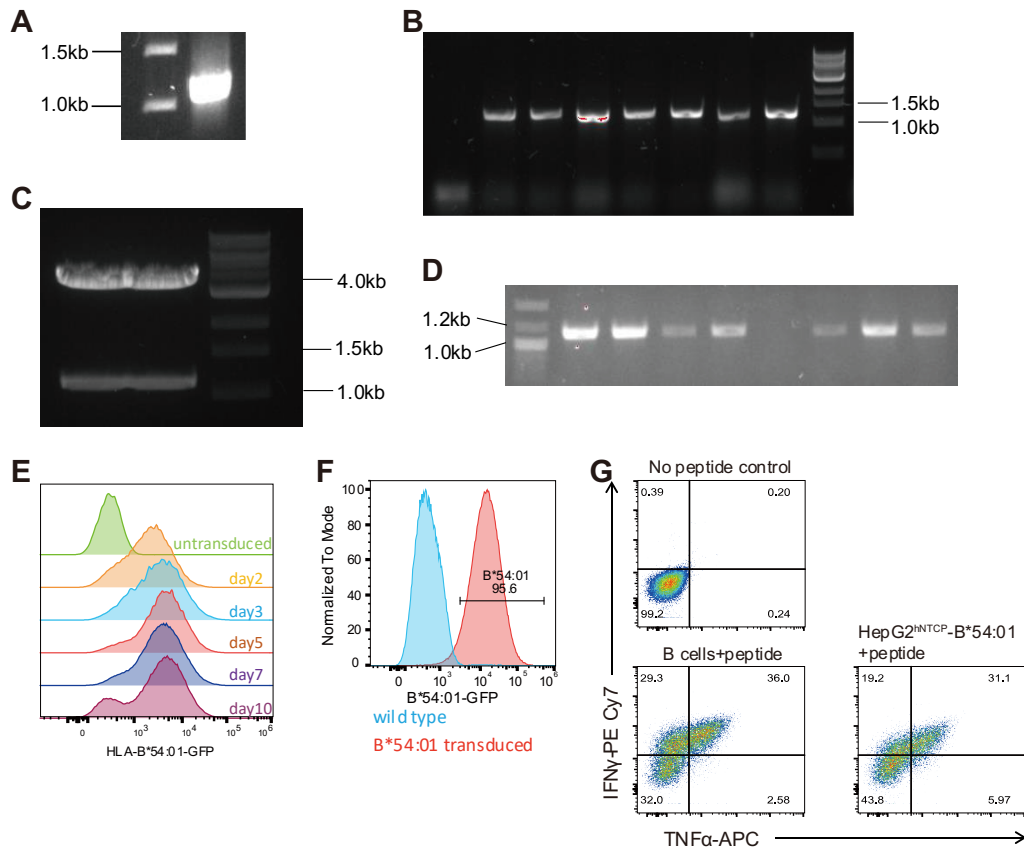 A
1.5kb
1.0kb
B
1.5kb
1.0kb
C
4.0kb
1.5kb
1.0kb
D
1.2kb
1.0kb
E
untransduced
day2
day3
day5
day7
day10
0 10³ 10⁴ 10⁵ 10⁶
HLA-B*54:01-GFP
F
Normalized To Mode
100
80
60
40
20
0
B*54:01
95.6
0 10³ 10⁴ 10⁵ 10⁶
B*54:01-GFP
wild type
B*54:01 transduced
G
No peptide control
0.39 0.20
99.2 0.24
B cells+peptide
29.3 36.0
32.0 2.58
HepG2ʰᴺᵀᶜᴾ-B*54:01
+peptide
19.2 31.1
43.8 5.97
IFNγ-PE Cy7
TNFα-APC